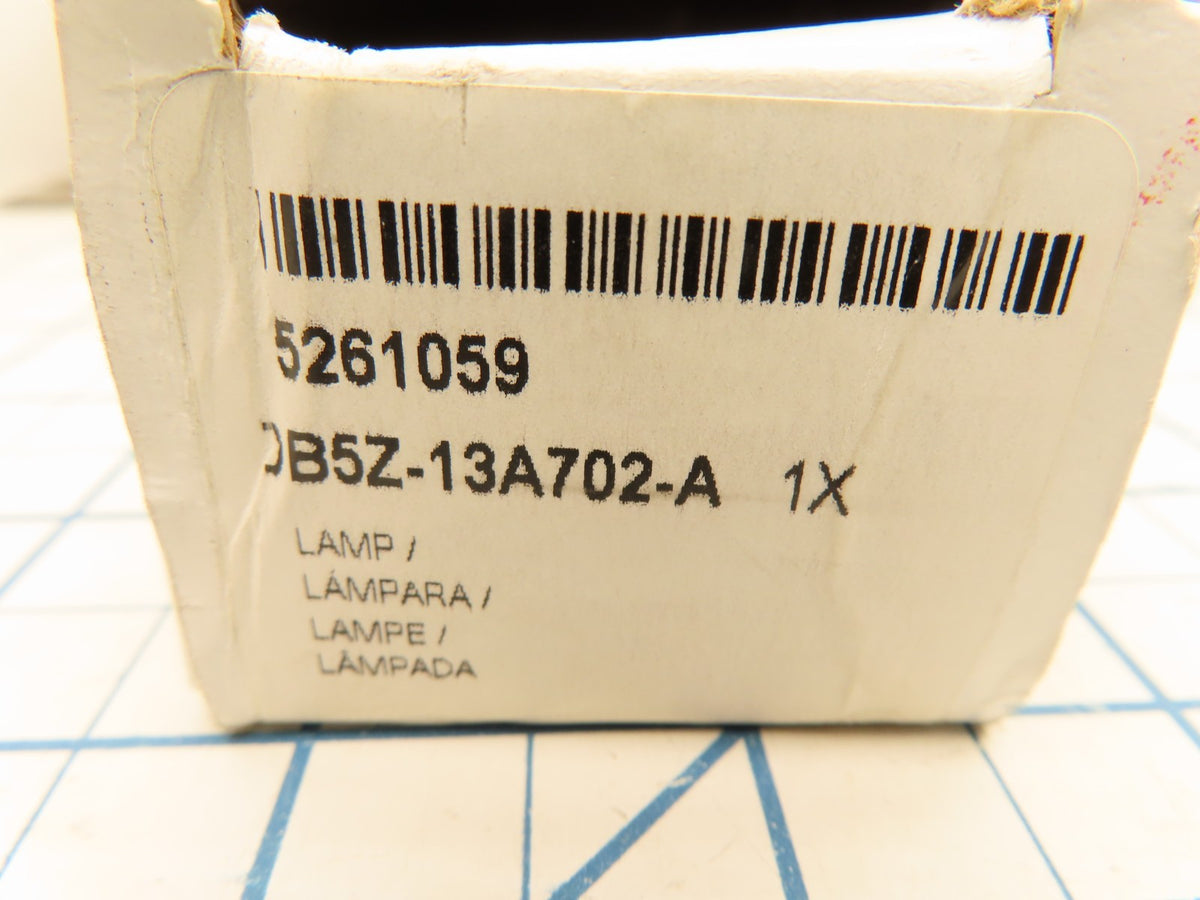 5261059
DB5Z-13A702-A 1X
LAMP /
LÁMPARA /
LAMPE /
LÂMPADA